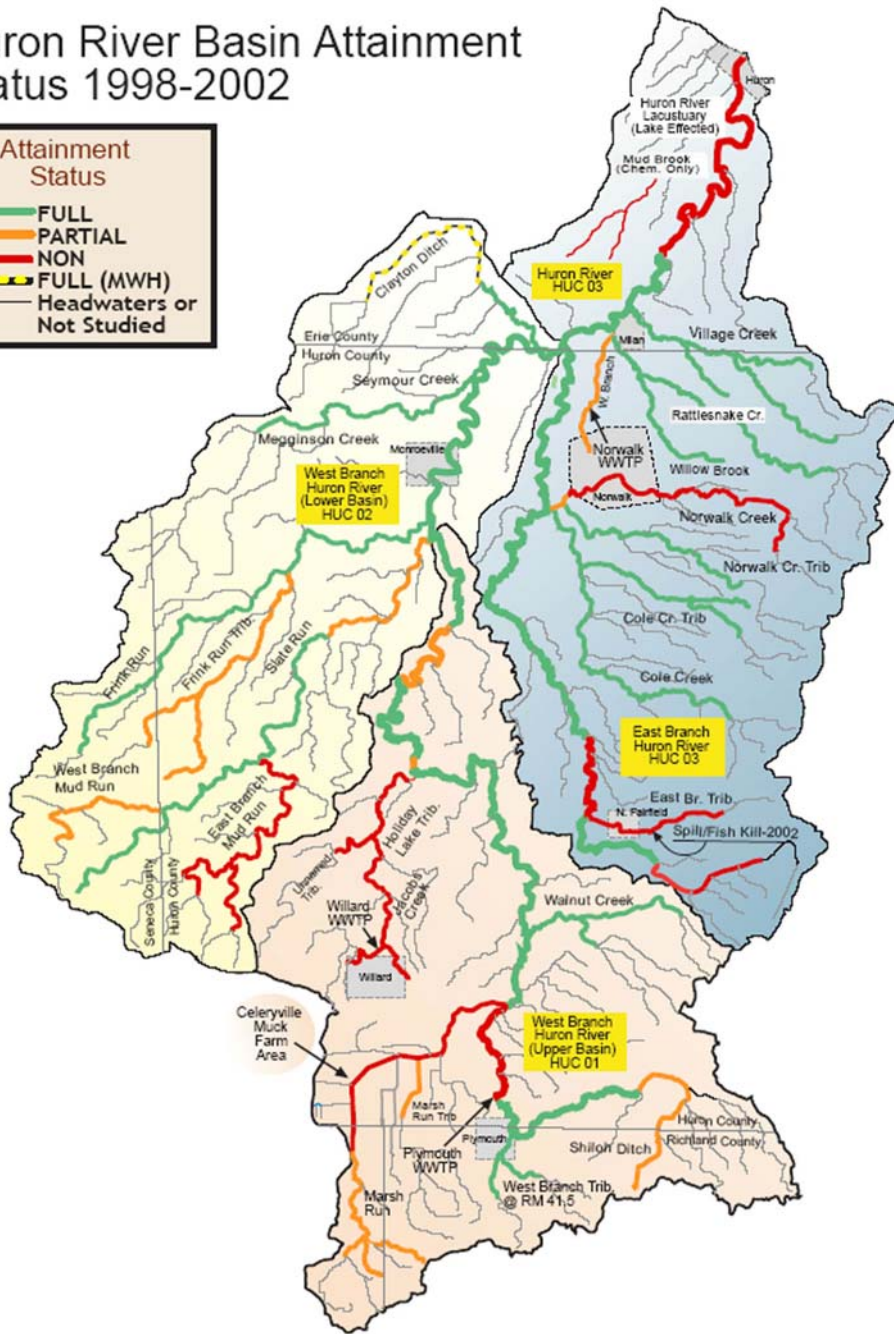 uron River Basin Attainment
atus 1998-2002
Attainment
Status
FULL
PARTIAL
NON
FULL (MWH)
Headwaters or
Not Studied
Huron
Huron River
Lacustuary
(Lake Effected)
Mud Brook
(Chem. Only)
Huron River
HUC 03
Clayton Ditch
Erie County
Huron County
Milan
Village Creek
W. Branch
Seymour Creek
Rattlesnake Cr.
Megginson Creek
Monroeville
Norwalk
WWTP
Willow Brook
West Branch
Huron River
(Lower Basin)
HUC 02
Norwalk
Norwalk Creek
Norwalk Cr. Trib
Frink Run
Frink Run Trib.
Slate Run
Cole Cr. Trib
Cole Creek
East Branch
Huron River
HUC 03
West Branch
Mud Run
East Branch
Mud Run
East Br. Trib
N. Fairfield
Spill/Fish Kill-2002
Holiday
Lake Trib.
Unnamed
Trib.
Jacobs
Creek
Seneca County
Huron County
Walnut Creek
Willard
WWTP
Willard
Celeryville
Muck
Farm
Area
West Branch
Huron River
(Upper Basin)
HUC 01
Marsh
Run Trib
Plymouth
Huron County
Richland County
Shiloh Ditch
Plymouth
WWTP
West Branch Trib.
@ RM 41.5
Marsh
Run